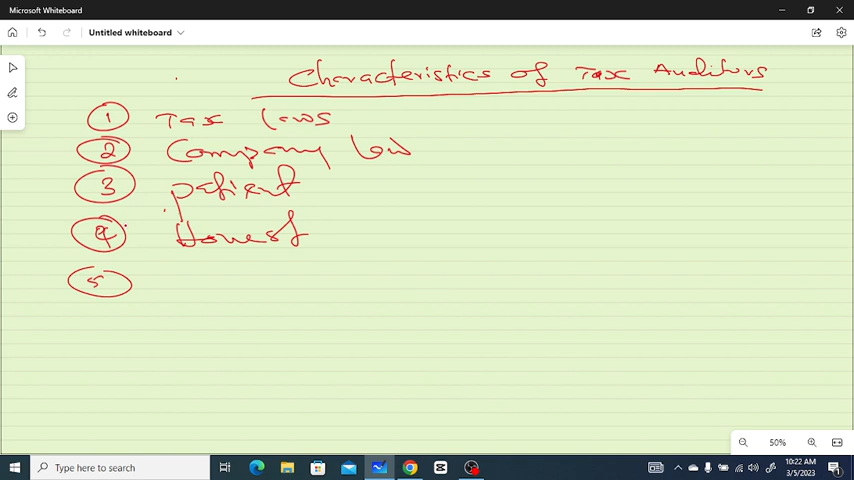 Microsoft Whiteboard
Untitled whiteboard
Characteristics of Tax Auditors
1 Tax laws
2 Company law
3 patient
4 Honest
5
50%
Type here to search
10:22 AM
3/5/2023